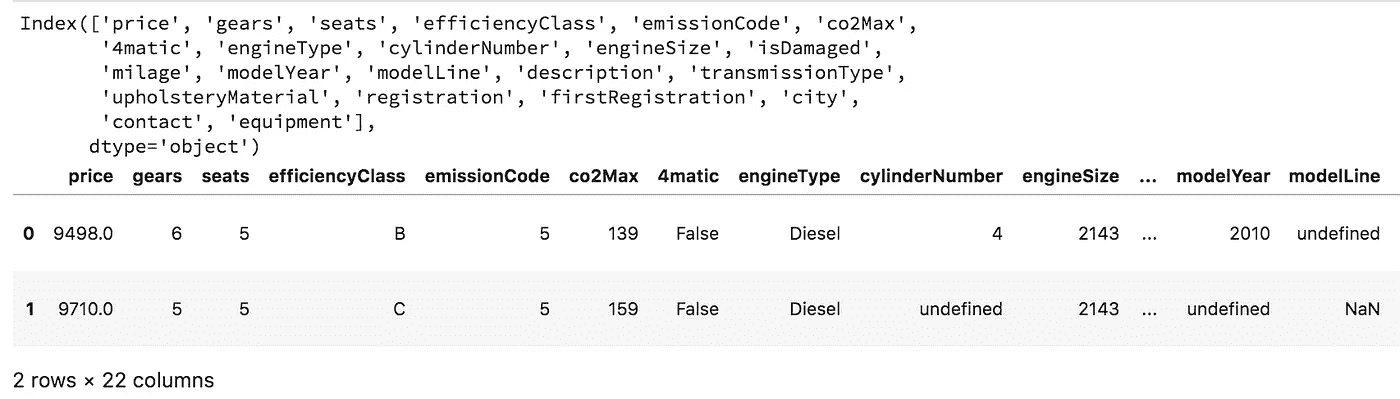 Index(['price', 'gears', 'seats', 'efficiencyClass', 'emissionCode', 'co2Max',
'4matic', 'engineType', 'cylinderNumber', 'engineSize', 'isDamaged',
'milage', 'modelYear', 'modelLine', 'description', 'transmissionType',
'upholsteryMaterial', 'registration', 'firstRegistration', 'city',
'contact', 'equipment'],
dtype='object')
price gears seats efficiencyClass emissionCode co2Max 4matic engineType cylinderNumber engineSize ... modelYear modelLine
0 9498.0 6 5 B 5 139 False Diesel 4 2143 ... 2010 undefined
1 9710.0 5 5 C 5 159 False Diesel undefined 2143 ... undefined NaN
2 rows × 22 columns